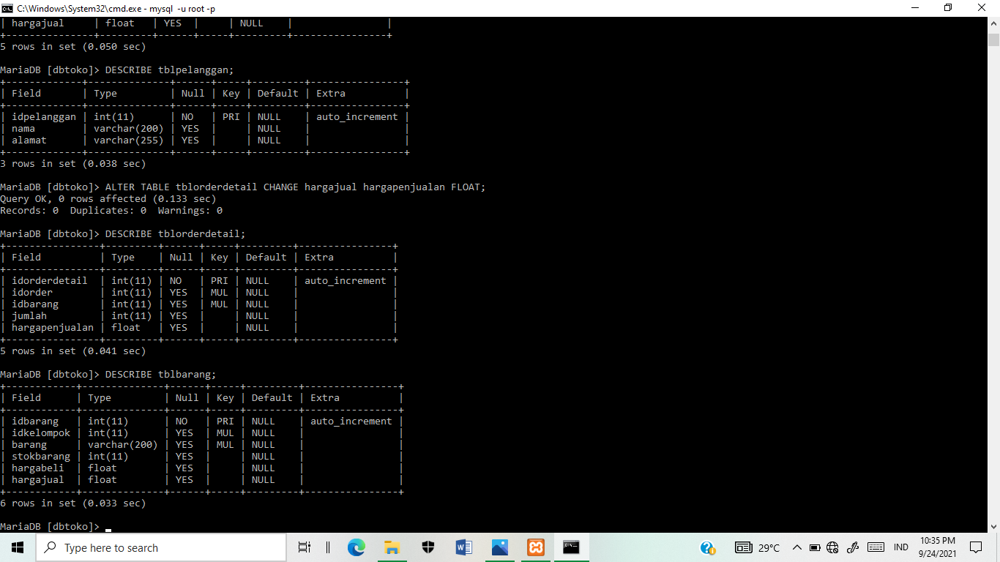 C:\Windows\System32\cmd.exe - mysql  -u root -p
| hargajual     | float   | YES  |     | NULL    |                |
+---------------+---------+------+-----+---------+----------------+
5 rows in set (0.050 sec)
MariaDB [dbtoko]> DESCRIBE tblpelanggan;
+-------------+--------------+------+-----+---------+----------------+
| Field       | Type         | Null | Key | Default | Extra          |
+-------------+--------------+------+-----+---------+----------------+
| idpelanggan | int(11)      | NO   | PRI | NULL    | auto_increment |
| nama        | varchar(200) | YES  |     | NULL    |                |
| alamat      | varchar(255) | YES  |     | NULL    |                |
+-------------+--------------+------+-----+---------+----------------+
3 rows in set (0.038 sec)
MariaDB [dbtoko]> ALTER TABLE tblorderdetail CHANGE hargajual hargapenjualan FLOAT;
Query OK, 0 rows affected (0.133 sec)
Records: 0  Duplicates: 0  Warnings: 0
MariaDB [dbtoko]> DESCRIBE tblorderdetail;
+----------------+---------+------+-----+---------+----------------+
| Field          | Type    | Null | Key | Default | Extra          |
+----------------+---------+------+-----+---------+----------------+
| idorderdetail  | int(11) | NO   | PRI | NULL    | auto_increment |
| idorder        | int(11) | YES  | MUL | NULL    |                |
| idbarang       | int(11) | YES  | MUL | NULL    |                |
| jumlah         | int(11) | YES  |     | NULL    |                |
| hargapenjualan | float   | YES  |     | NULL    |                |
+----------------+---------+------+-----+---------+----------------+
5 rows in set (0.041 sec)
MariaDB [dbtoko]> DESCRIBE tblbarang;
+------------+--------------+------+-----+---------+----------------+
| Field      | Type         | Null | Key | Default | Extra          |
+------------+--------------+------+-----+---------+----------------+
| idbarang   | int(11)      | NO   | PRI | NULL    | auto_increment |
| idkelompok | int(11)      | YES  | MUL | NULL    |                |
| barang     | varchar(200) | YES  | MUL | NULL    |                |
| stokbarang | int(11)      | YES  |     | NULL    |                |
| hargabeli  | float        | YES  |     | NULL    |                |
| hargajual  | float        | YES  |     | NULL    |                |
+------------+--------------+------+-----+---------+----------------+
6 rows in set (0.033 sec)
MariaDB [dbtoko]>
Type here to search
29°C
IND
10:35 PM
9/24/2021